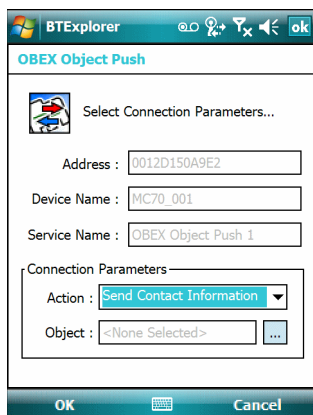 BTExplorer ok
OBEX Object Push
Select Connection Parameters...
Address : 0012D150A9E2
Device Name : MC70_001
Service Name : OBEX Object Push 1
Connection Parameters
Action : Send Contact Information
Object : <None Selected> ...
OK Cancel